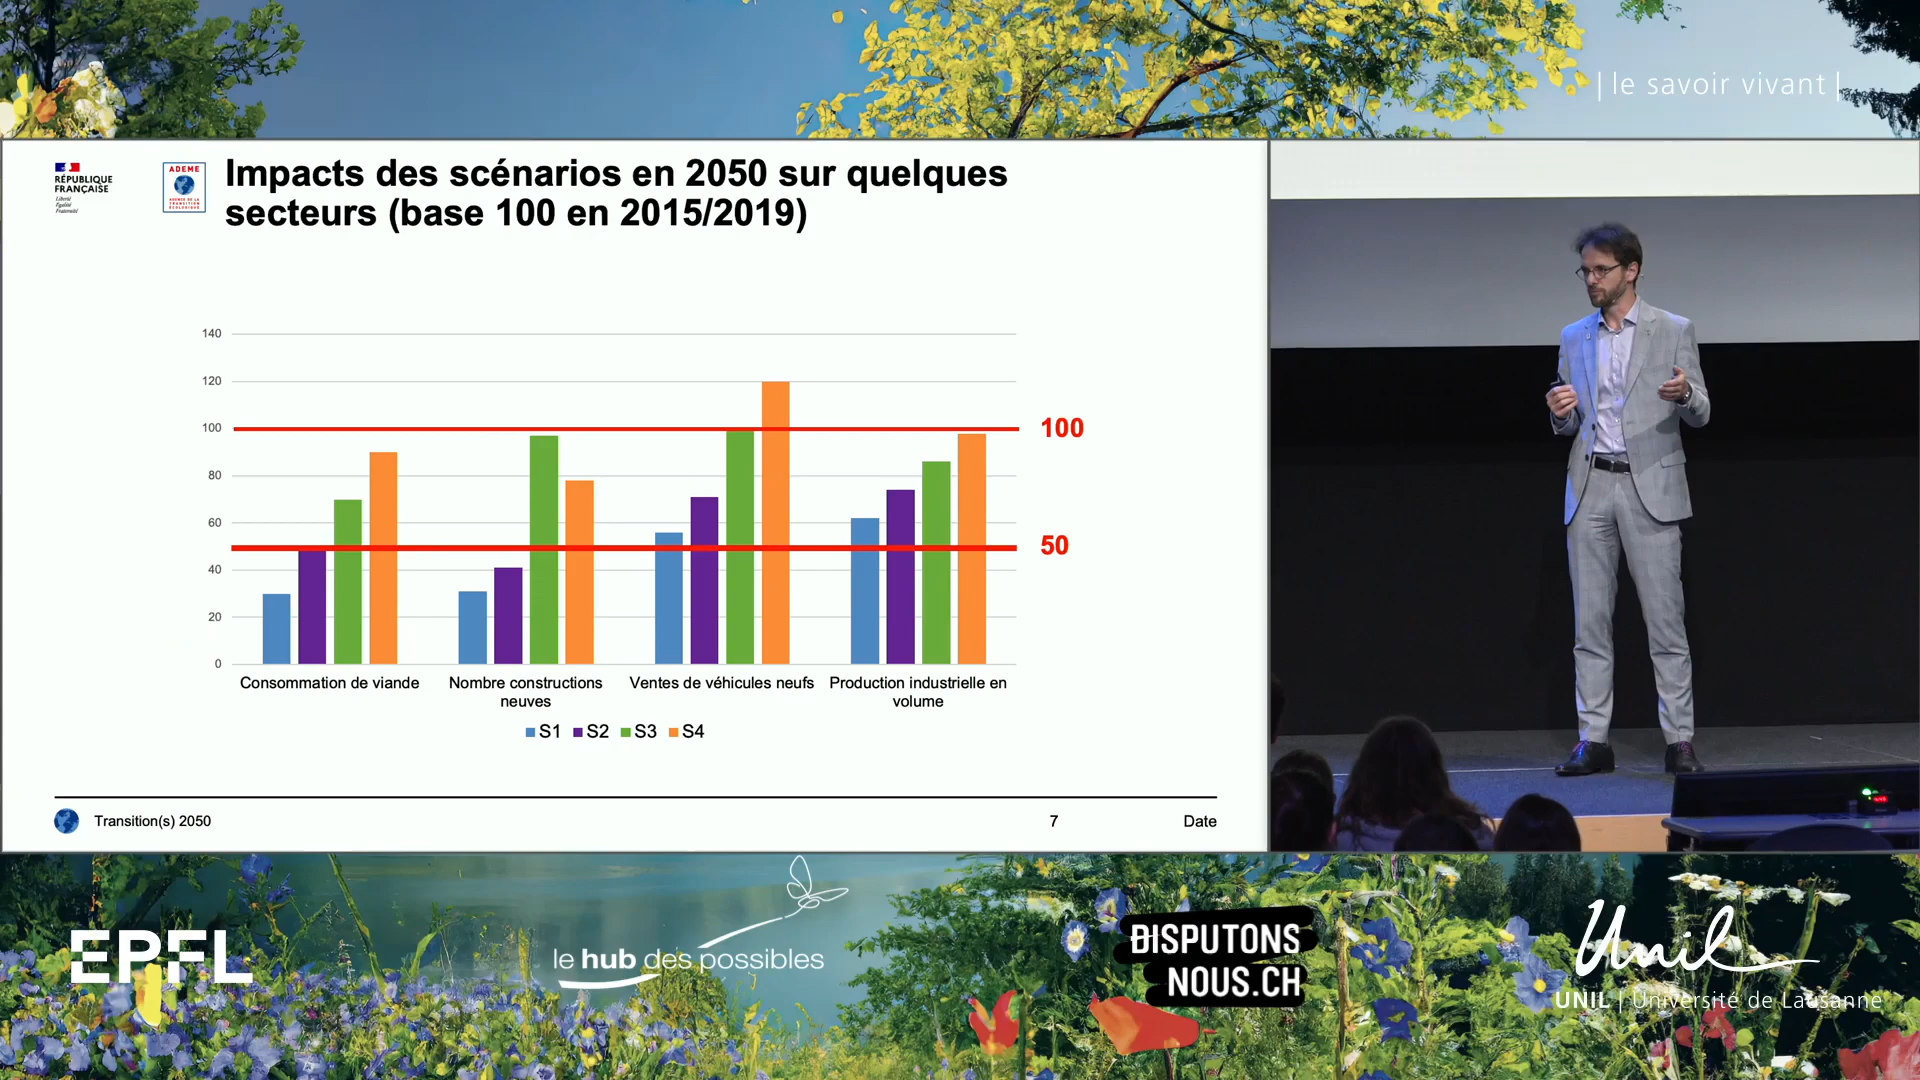 | le savoir vivant |
RÉPUBLIQUE
FRANÇAISE
Liberté
Égalité
Fraternité
ADEME
AGENCE DE LA
TRANSITION
ÉCOLOGIQUE
Impacts des scénarios en 2050 sur quelques
secteurs (base 100 en 2015/2019)
140
120
100
80
60
40
20
0
100
50
Consommation de viande
Nombre constructions
neuves
Ventes de véhicules neufs
Production industrielle en
volume
S1 S2 S3 S4
Transition(s) 2050
7
Date
EPFL
le hub des possibles
DISPUTONS
NOUS.CH
Unil
UNIL | Université de Lausanne